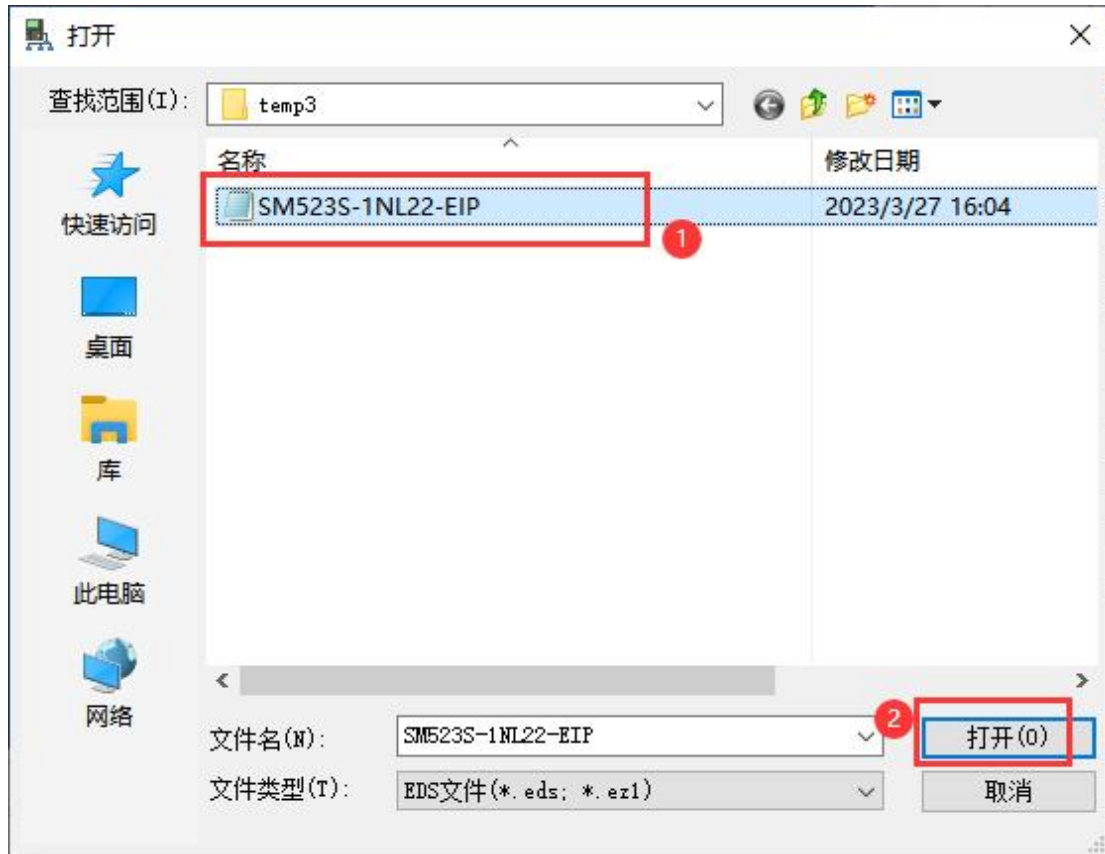 打开
查找范围(I):
temp3
名称
修改日期
SM523S-1NL22-EIP
2023/3/27 16:04
1
快速访问
桌面
库
此电脑
网络
文件名(N):
SM523S-1NL22-EIP
2
打开(O)
文件类型(T):
EDS文件(*.eds; *.ez1)
取消